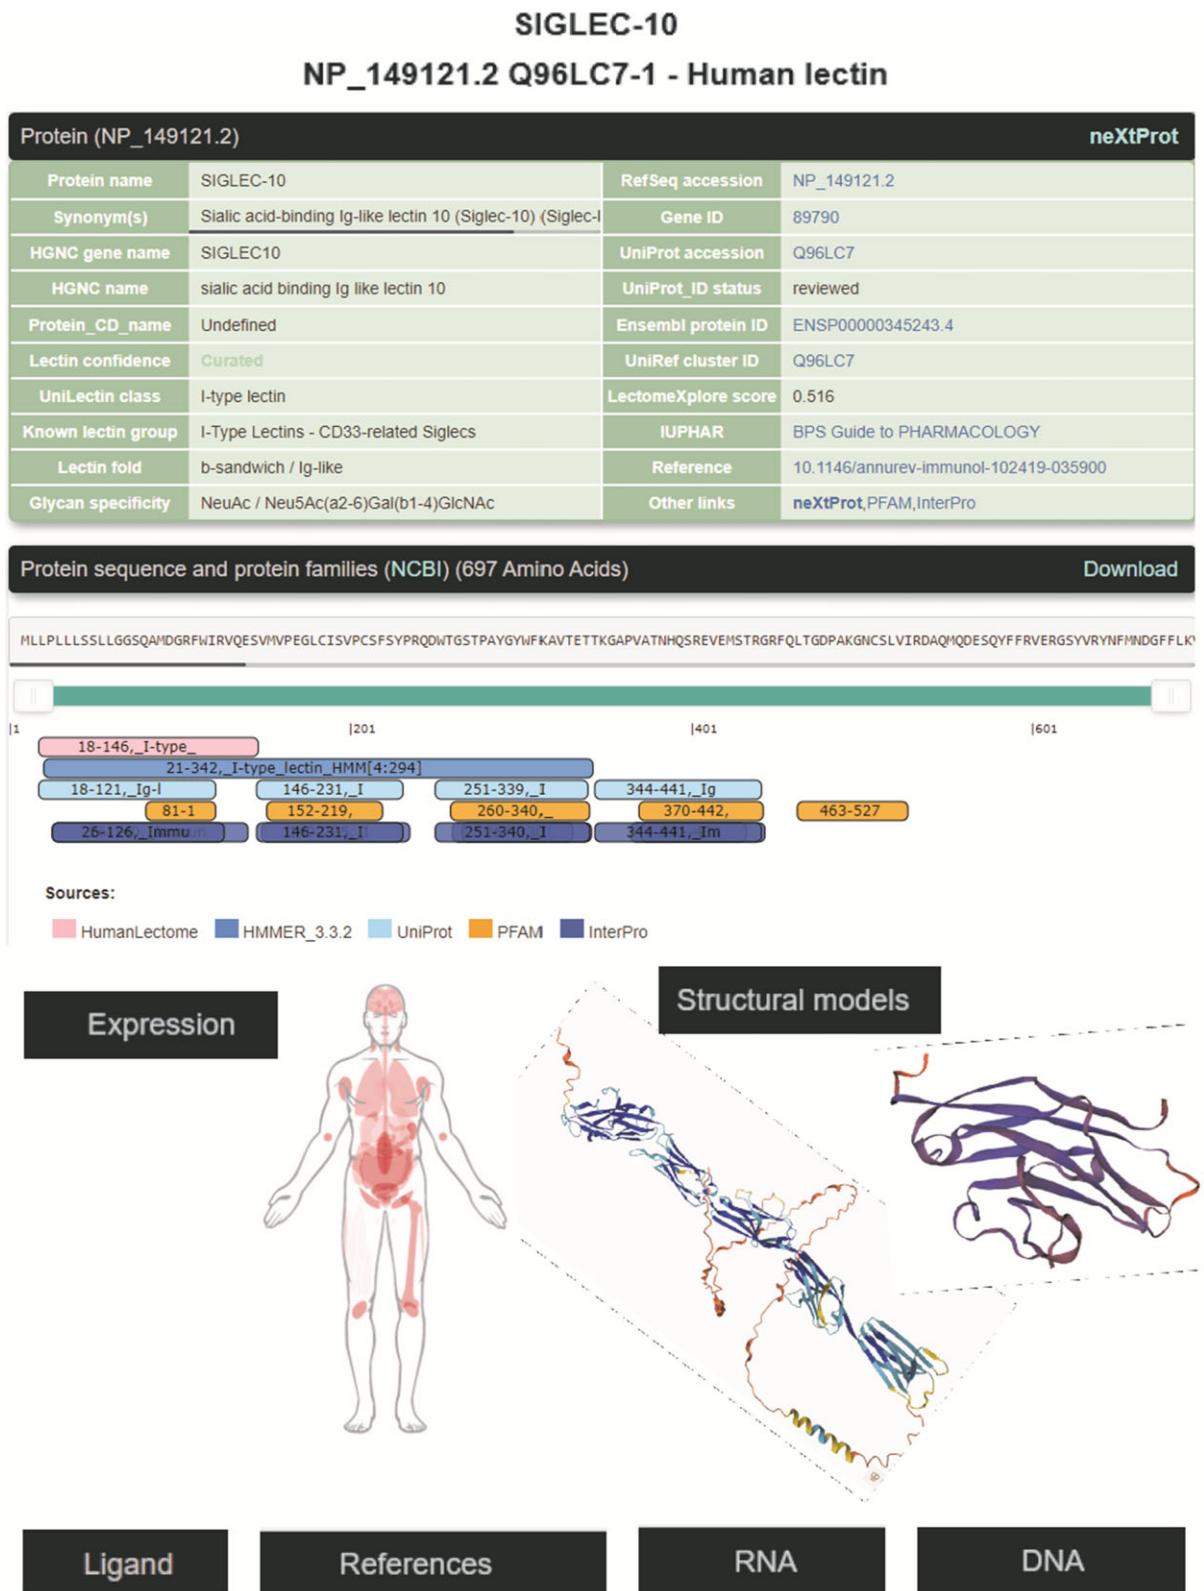 SIGLEC-10
NP_149121.2 Q96LC7-1 - Human lectin
Protein (NP_149121.2) neXtProt
Protein name SIGLEC-10 RefSeq accession NP_149121.2
Synonym(s) Sialic acid-binding Ig-like lectin 10 (Siglec-10) (Siglec-l Gene ID 89790
HGNC gene name SIGLEC10 UniProt accession Q96LC7
HGNC name sialic acid binding Ig like lectin 10 UniProt_ID status reviewed
Protein_CD_name Undefined Ensembl protein ID ENSP00000345243.4
Lectin confidence Curated UniRef cluster ID Q96LC7
UniLectin class I-type lectin LectomeXplore score 0.516
Known lectin group I-Type Lectins - CD33-related Siglecs IUPHAR BPS Guide to PHARMACOLOGY
Lectin fold b-sandwich / Ig-like Reference 10.1146/annurev-immunol-102419-035900
Glycan specificity NeuAc / Neu5Ac(a2-6)Gal(b1-4)GlcNAc Other links neXtProt,PFAM,InterPro
Protein sequence and protein families (NCBI) (697 Amino Acids) Download
MLLPLLLSSLLGGSQAMDGRFWIRVQESVMVPEGLCISVPCSFSYPRQDWTGSTPAYGYWFKAVTETTKGAPVATNHQSREVEMSTRGRFQLTGDPAKGNCSLVIRDAQMQDESQYFFRVERGSYVRYNFMNDGFFLKV
|1 |201 |401 |601
18-146,_I-type_
21-342,_I-type_lectin_HMM[4:294]
18-121,_Ig-l 146-231,_I 251-339,_I 344-441,_Ig
81-1 152-219, 260-340,_ 370-442, 463-527
26-126,_Immun 146-231,_I 251-340,_I 344-441,_Im
Sources:
HumanLectome HMMER_3.3.2 UniProt PFAM InterPro
Expression
Structural models
Ligand References RNA DNA